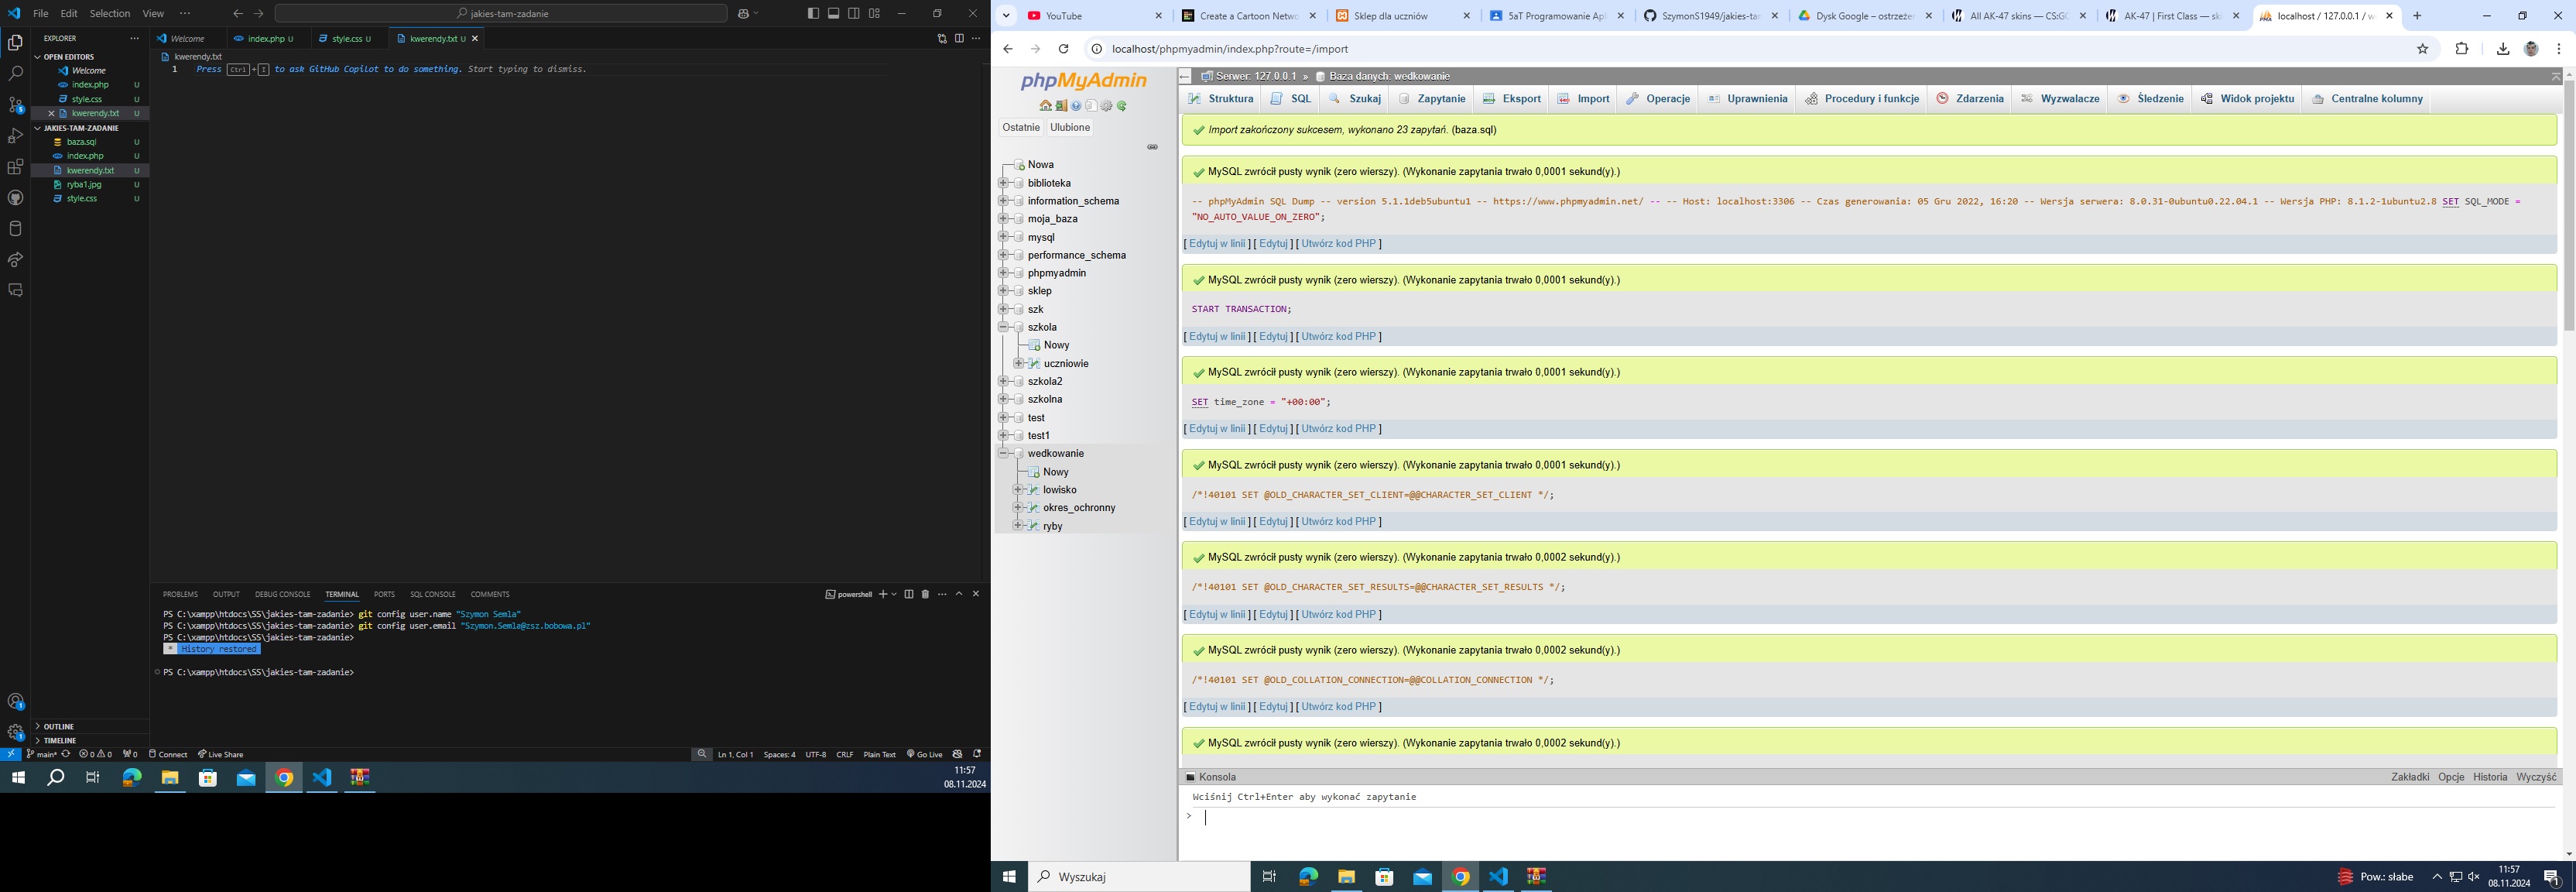 File Edit Selection View ··· jakies-tam-zadanie
EXPLORER
OPEN EDITORS
Welcome
index.php U
style.css U
kwerendy.txt U
JAKIES-TAM-ZADANIE
baza.sql U
index.php U
kwerendy.txt U
ryba1.jpg U
style.css U
OUTLINE
TIMELINE
Welcome index.php U style.css U kwerendy.txt U
kwerendy.txt
1 Press Ctrl + I to ask GitHub Copilot to do something. Start typing to dismiss.
PROBLEMS OUTPUT DEBUG CONSOLE TERMINAL PORTS SQL CONSOLE COMMENTS powershell
PS C:\xampp\htdocs\SS\jakies-tam-zadanie> git config user.name "Szymon Semla"
PS C:\xampp\htdocs\SS\jakies-tam-zadanie> git config user.email "Szymon.Semla@zsz.bobowa.pl"
PS C:\xampp\htdocs\SS\jakies-tam-zadanie>
* History restored
PS C:\xampp\htdocs\SS\jakies-tam-zadanie>
main* 0 0 0 Connect Live Share Ln 1, Col 1 Spaces: 4 UTF-8 CRLF Plain Text Go Live
11:57
08.11.2024
YouTube Create a Cartoon Netwo Sklep dla uczniów 5aT Programowanie Apl SzymonS1949/jakies-tar Dysk Google – ostrzeże All AK-47 skins — CS:GO AK-47 | First Class — sk localhost / 127.0.0.1 / w
localhost/phpmyadmin/index.php?route=/import
phpMyAdmin
Ostatnie Ulubione
Nowa
biblioteka
information_schema
moja_baza
mysql
performance_schema
phpmyadmin
sklep
szk
szkola
Nowy
uczniowie
szkola2
szkolna
test
test1
wedkowanie
Nowy
lowisko
okres_ochronny
ryby
Serwer: 127.0.0.1 » Baza danych: wedkowanie
Struktura SQL Szukaj Zapytanie Eksport Import Operacje Uprawnienia Procedury i funkcje Zdarzenia Wyzwalacze Śledzenie Widok projektu Centralne kolumny
Import zakończony sukcesem, wykonano 23 zapytań. (baza.sql)
MySQL zwrócił pusty wynik (zero wierszy). (Wykonanie zapytania trwało 0,0001 sekund(y).)
-- phpMyAdmin SQL Dump -- version 5.1.1deb5ubuntu1 -- https://www.phpmyadmin.net/ -- -- Host: localhost:3306 -- Czas generowania: 05 Gru 2022, 16:20 -- Wersja serwera: 8.0.31-0ubuntu0.22.04.1 -- Wersja PHP: 8.1.2-1ubuntu2.8 SET SQL_MODE =
"NO_AUTO_VALUE_ON_ZERO";
[ Edytuj w linii ] [ Edytuj ] [ Utwórz kod PHP ]
MySQL zwrócił pusty wynik (zero wierszy). (Wykonanie zapytania trwało 0,0001 sekund(y).)
START TRANSACTION;
[ Edytuj w linii ] [ Edytuj ] [ Utwórz kod PHP ]
MySQL zwrócił pusty wynik (zero wierszy). (Wykonanie zapytania trwało 0,0001 sekund(y).)
SET time_zone = "+00:00";
[ Edytuj w linii ] [ Edytuj ] [ Utwórz kod PHP ]
MySQL zwrócił pusty wynik (zero wierszy). (Wykonanie zapytania trwało 0,0001 sekund(y).)
/*!40101 SET @OLD_CHARACTER_SET_CLIENT=@@CHARACTER_SET_CLIENT */;
[ Edytuj w linii ] [ Edytuj ] [ Utwórz kod PHP ]
MySQL zwrócił pusty wynik (zero wierszy). (Wykonanie zapytania trwało 0,0002 sekund(y).)
/*!40101 SET @OLD_CHARACTER_SET_RESULTS=@@CHARACTER_SET_RESULTS */;
[ Edytuj w linii ] [ Edytuj ] [ Utwórz kod PHP ]
MySQL zwrócił pusty wynik (zero wierszy). (Wykonanie zapytania trwało 0,0002 sekund(y).)
/*!40101 SET @OLD_COLLATION_CONNECTION=@@COLLATION_CONNECTION */;
[ Edytuj w linii ] [ Edytuj ] [ Utwórz kod PHP ]
MySQL zwrócił pusty wynik (zero wierszy). (Wykonanie zapytania trwało 0,0002 sekund(y).)
Konsola Zakładki Opcje Historia Wyczyść
Wciśnij Ctrl+Enter aby wykonać zapytanie
>
Wyszukaj Pow.: słabe
11:57
08.11.2024